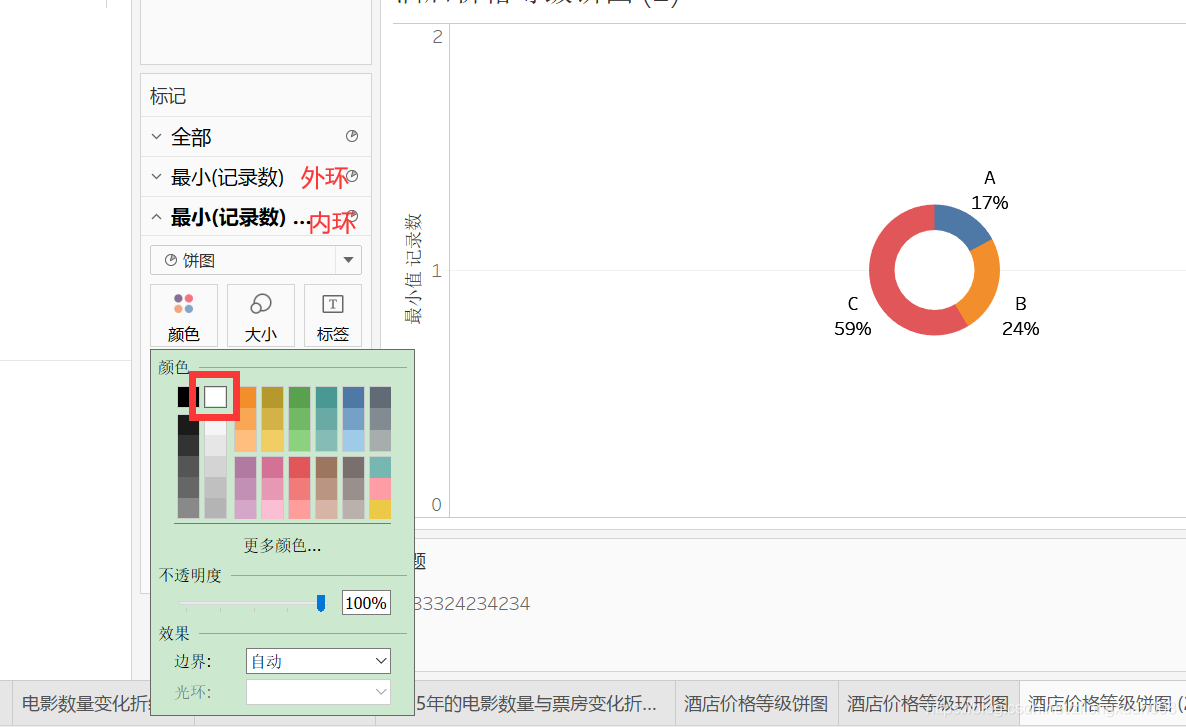 标记
全部
最小(记录数) 外环
最小(记录数) ... 内环
饼图
颜色
大小
T
标签
颜色
更多颜色...
不透明度
100%
效果
边界:
自动
光环:
2
1
0
最小值 记录数
A
17%
B
24%
C
59%
题
33324234234
电影数量变化折
5年的电影数量与票房变化折...
酒店价格等级饼图
酒店价格等级环形图
酒店价格等级饼图 (2